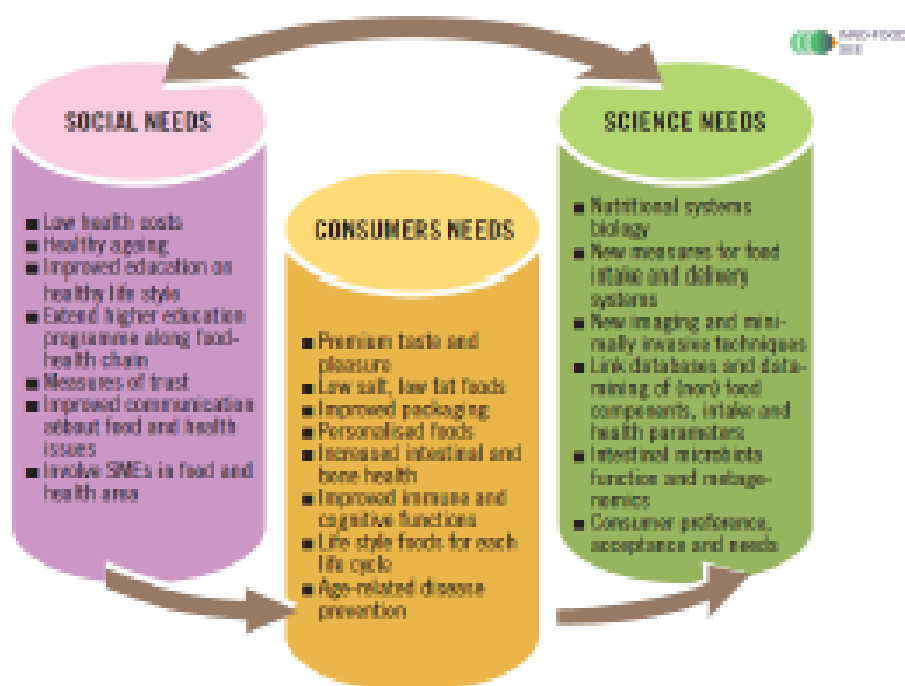 SOCIAL NEEDS
■ Low health costs
■ Healthy ageing
■ Improved education on
healthy life style
■ Extend higher education
programme along food-
health chain
■ Measures of trust
■ Improved communication
about food and health
issues
■ Involve SMEs in food and
health area
CONSUMERS NEEDS
■ Premium taste and
pleasure
■ Low salt, low fat foods
■ Improved packaging
■ Personalised foods
■ Increased intestinal and
bone health
■ Improved immune and
cognitive functions
■ Life style foods for each
life cycle
■ Age-related disease
prevention
SCIENCE NEEDS
■ Nutritional systems
biology
■ New measures for food
intake and delivery
systems
■ New imaging and mini-
mally invasive techniques
■ Link databases and data-
mining of (non) food
components, intake and
health parameters
■ Intestinal microbiota
function and metage-
nomics
■ Consumer preference,
acceptance and needs